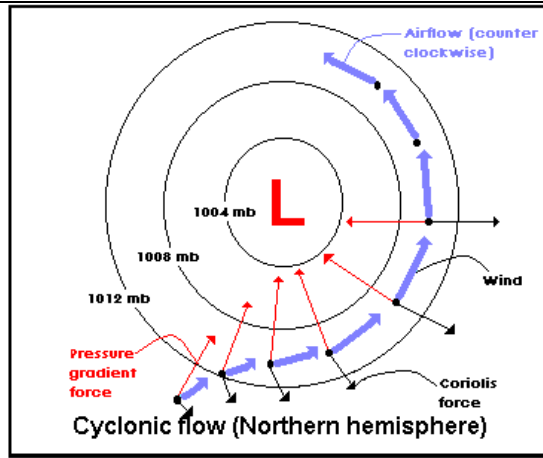 Airflow (counter
clockwise)
L
1004 mb
1008 mb
1012 mb
Wind
Pressure
gradient
force
Coriolis
force
Cyclonic flow (Northern hemisphere)